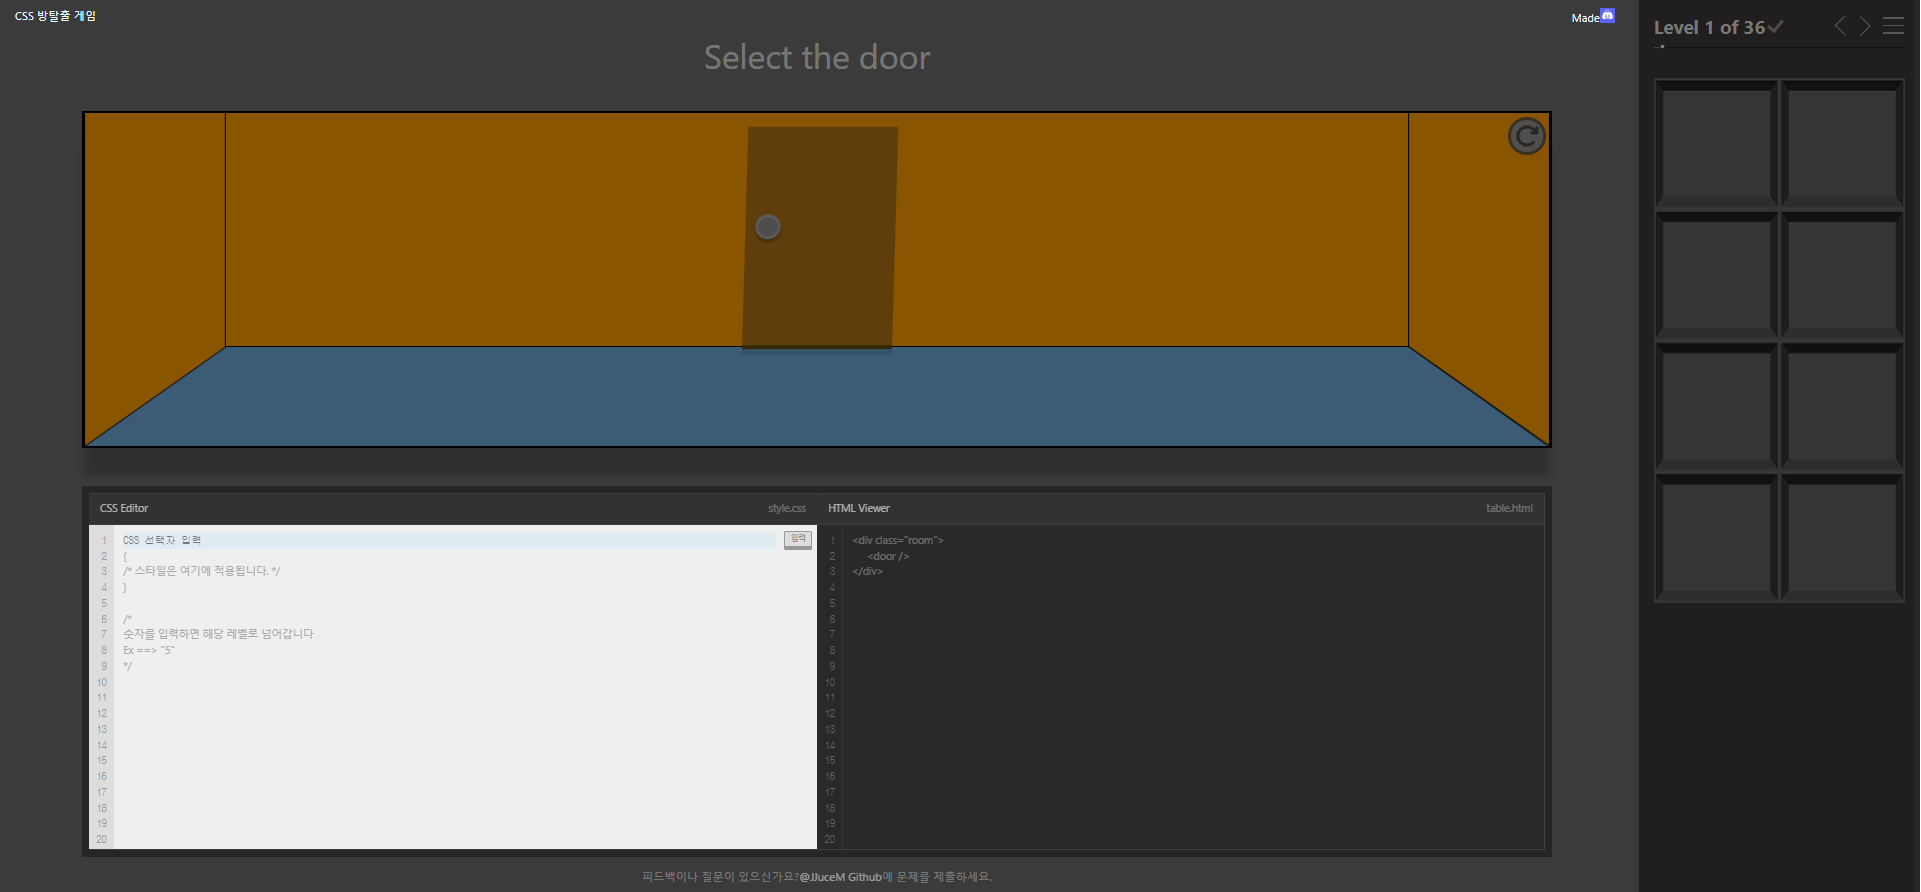 CSS 방탈출 게임
Made
Level 1 of 36
Select the door
CSS Editor
style.css
HTML Viewer
table.html
1 CSS 선택자 입력
입력
2 {
3 /* 스타일은 여기에 적용됩니다. */
4 }
5
6 /*
7 숫자를 입력하면 해당 레벨로 넘어갑니다
8 Ex ==> "5"
9 */
10
11
12
13
14
15
16
17
18
19
20
1 <div class="room">
2 <door />
3 </div>
4
5
6
7
8
9
10
11
12
13
14
15
16
17
18
19
20
피드백이나 질문이 있으신가요?@JJuceM Github에 문제를 제출하세요.